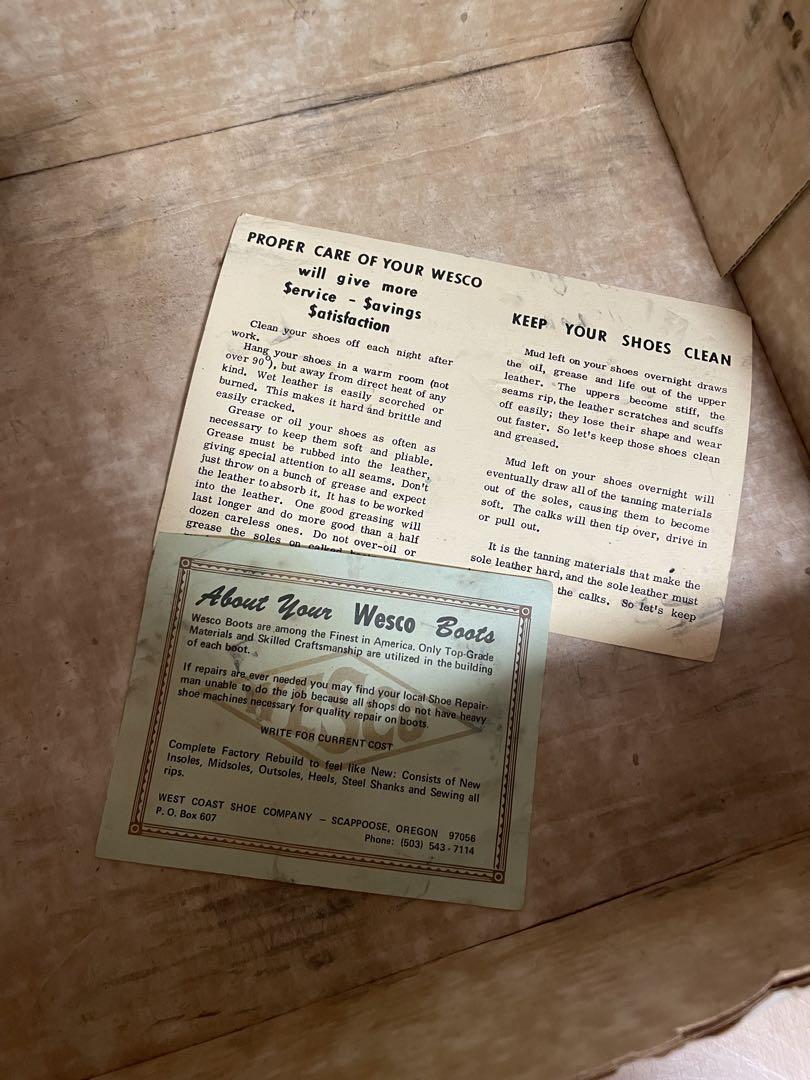 PROPER CARE OF YOUR WESCO
will give more
$ervice - $avings
$atisfaction
Clean your shoes off each night after
work.
Hang your shoes in a warm room (not
over 90°), but away from direct heat of any
kind. Wet leather is easily scorched or
burned. This makes it hard and brittle and
easily cracked.
Grease or oil your shoes as often as
necessary to keep them soft and pliable.
Grease must be rubbed into the leather,
giving special attention to all seams. Don't
just throw on a bunch of grease and expect
the leather to absorb it. It has to be worked
into the leather. One good greasing will
last longer and do more good than a half
dozen careless ones. Do not over-oil or
grease the soles on calked
KEEP YOUR SHOES CLEAN
Mud left on your shoes overnight draws
the oil, grease and life out of the upper
leather. The uppers become stiff, the
seams rip, the leather scratches and scuffs
off easily; they lose their shape and wear
out faster. So let's keep those shoes clean
and greased.
Mud left on your shoes overnight will
eventually draw all of the tanning materials
out of the soles, causing them to become
soft. The calks will then tip over, drive in
or pull out.
It is the tanning materials that make the
sole leather hard, and the sole leather must
the calks. So let's keep
About Your Wesco Boots
Wesco Boots are among the Finest in America. Only Top-Grade
Materials and Skilled Craftsmanship are utilized in the building
of each boot.
If repairs are ever needed you may find your local Shoe Repair-
man unable to do the job because all shops do not have heavy
shoe machines necessary for quality repair on boots.
WESCO
WRITE FOR CURRENT COST
Complete Factory Rebuild to feel like New: Consists of New
Insoles, Midsoles, Outsoles, Heels, Steel Shanks and Sewing all
rips.
WEST COAST SHOE COMPANY — SCAPPOOSE, OREGON 97056
P. O. Box 607
Phone: (503) 543-7114